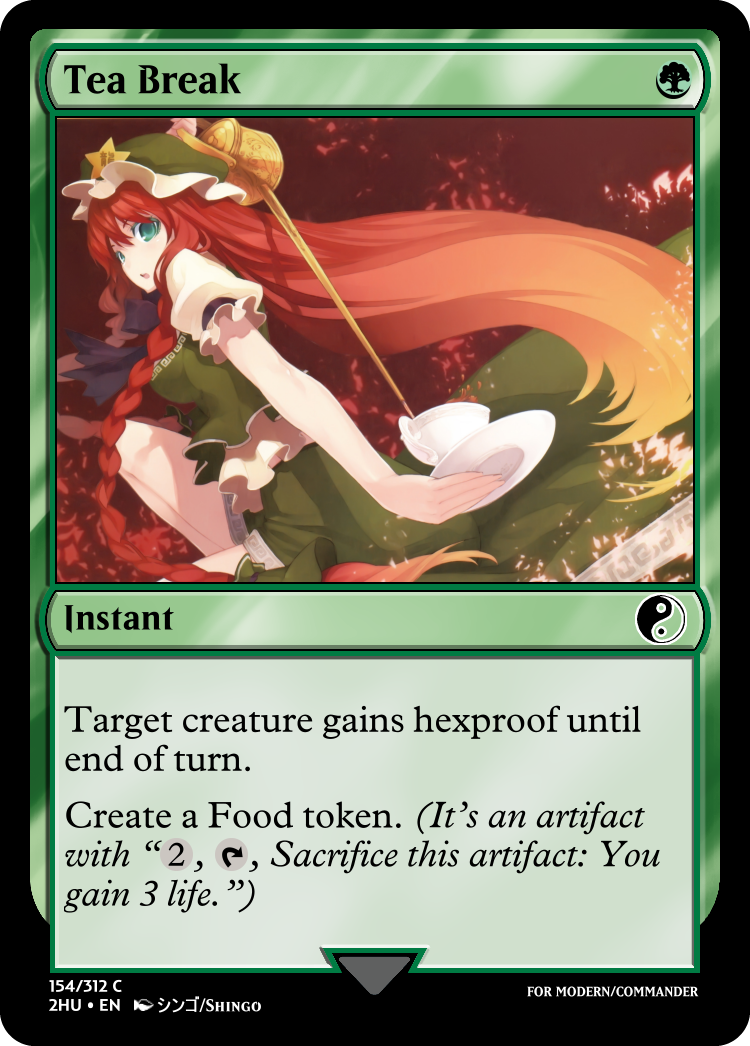 Tea Break
Instant
Target creature gains hexproof until
end of turn.
Create a Food token. (It's an artifact
with “2, , Sacrifice this artifact: You
gain 3 life.”)
154/312 C
2HU • EN シンゴ/Shingo
FOR MODERN/COMMANDER